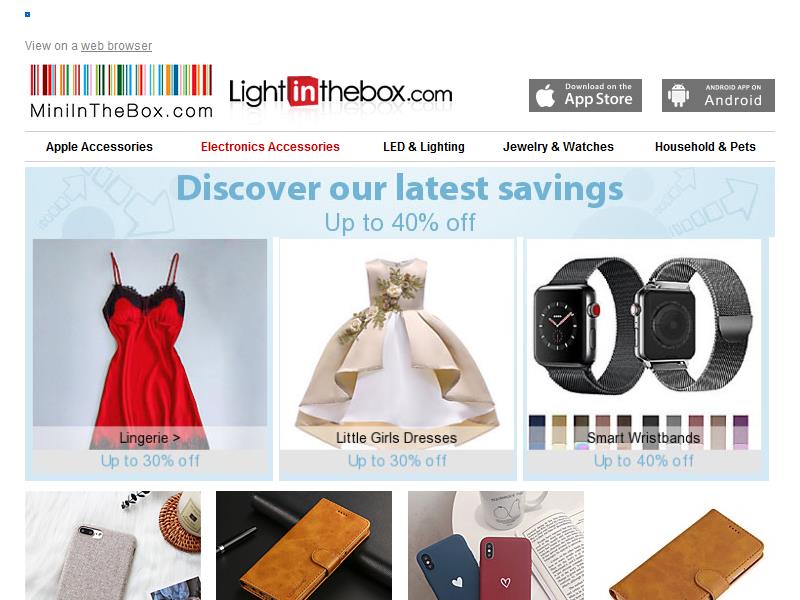 View on a web browser
MiniInTheBox.com
Lightinthebox.com
Download on the
App Store
ANDROID APP ON
Android
Apple Accessories
Electronics Accessories
LED & Lighting
Jewelry & Watches
Household & Pets
Discover our latest savings
Up to 40% off
Lingerie >
Little Girls Dresses
Smart Wristbands
Up to 30% off
Up to 30% off
Up to 40% off